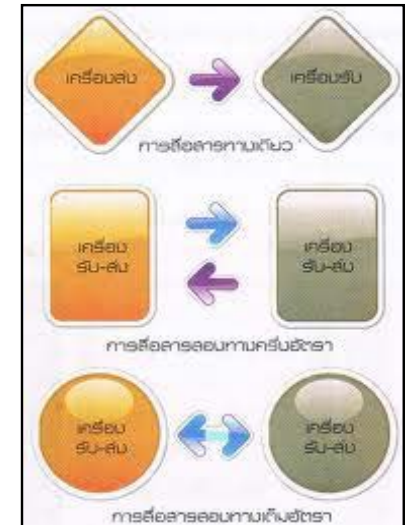 เครื่องส่ง
เครื่องรับ
การสื่อสารทางเดียว
เครื่อง
รับ-ส่ง
เครื่อง
รับ-ส่ง
การสื่อสารสองทางครึ่งอัตรา
เครื่อง
รับ-ส่ง
เครื่อง
รับ-ส่ง
การสื่อสารสองทางเต็มอัตรา